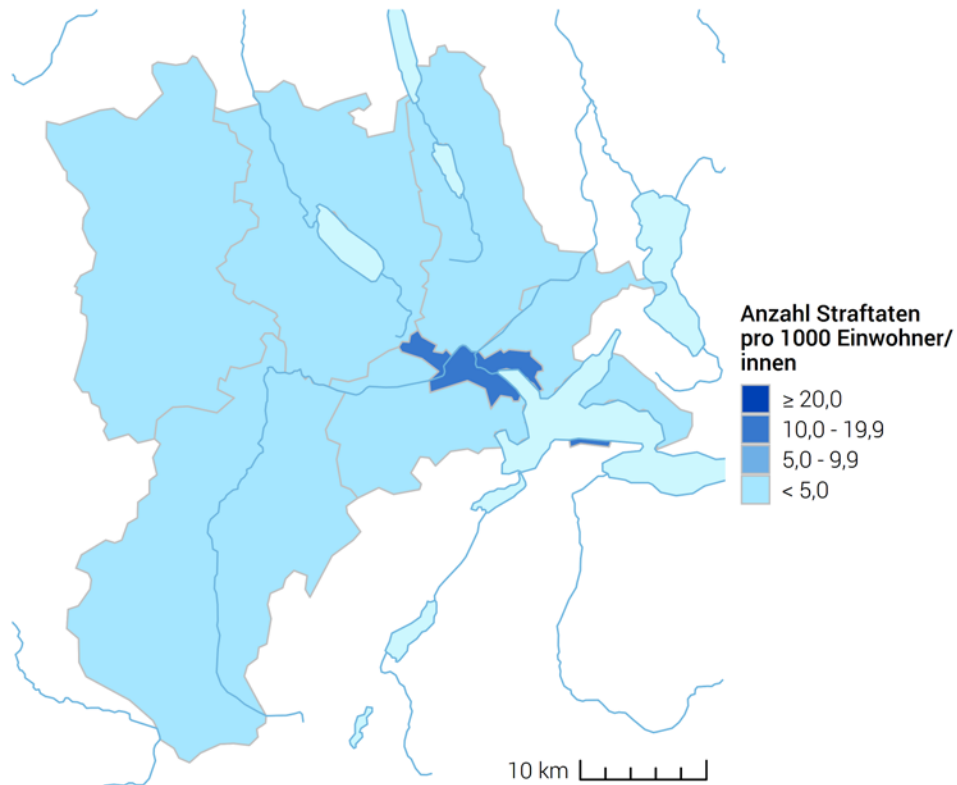 Anzahl Straftaten
pro 1000 Einwohner/
innen
≥ 20,0
10,0 - 19,9
5,0 - 9,9
< 5,0
10 km